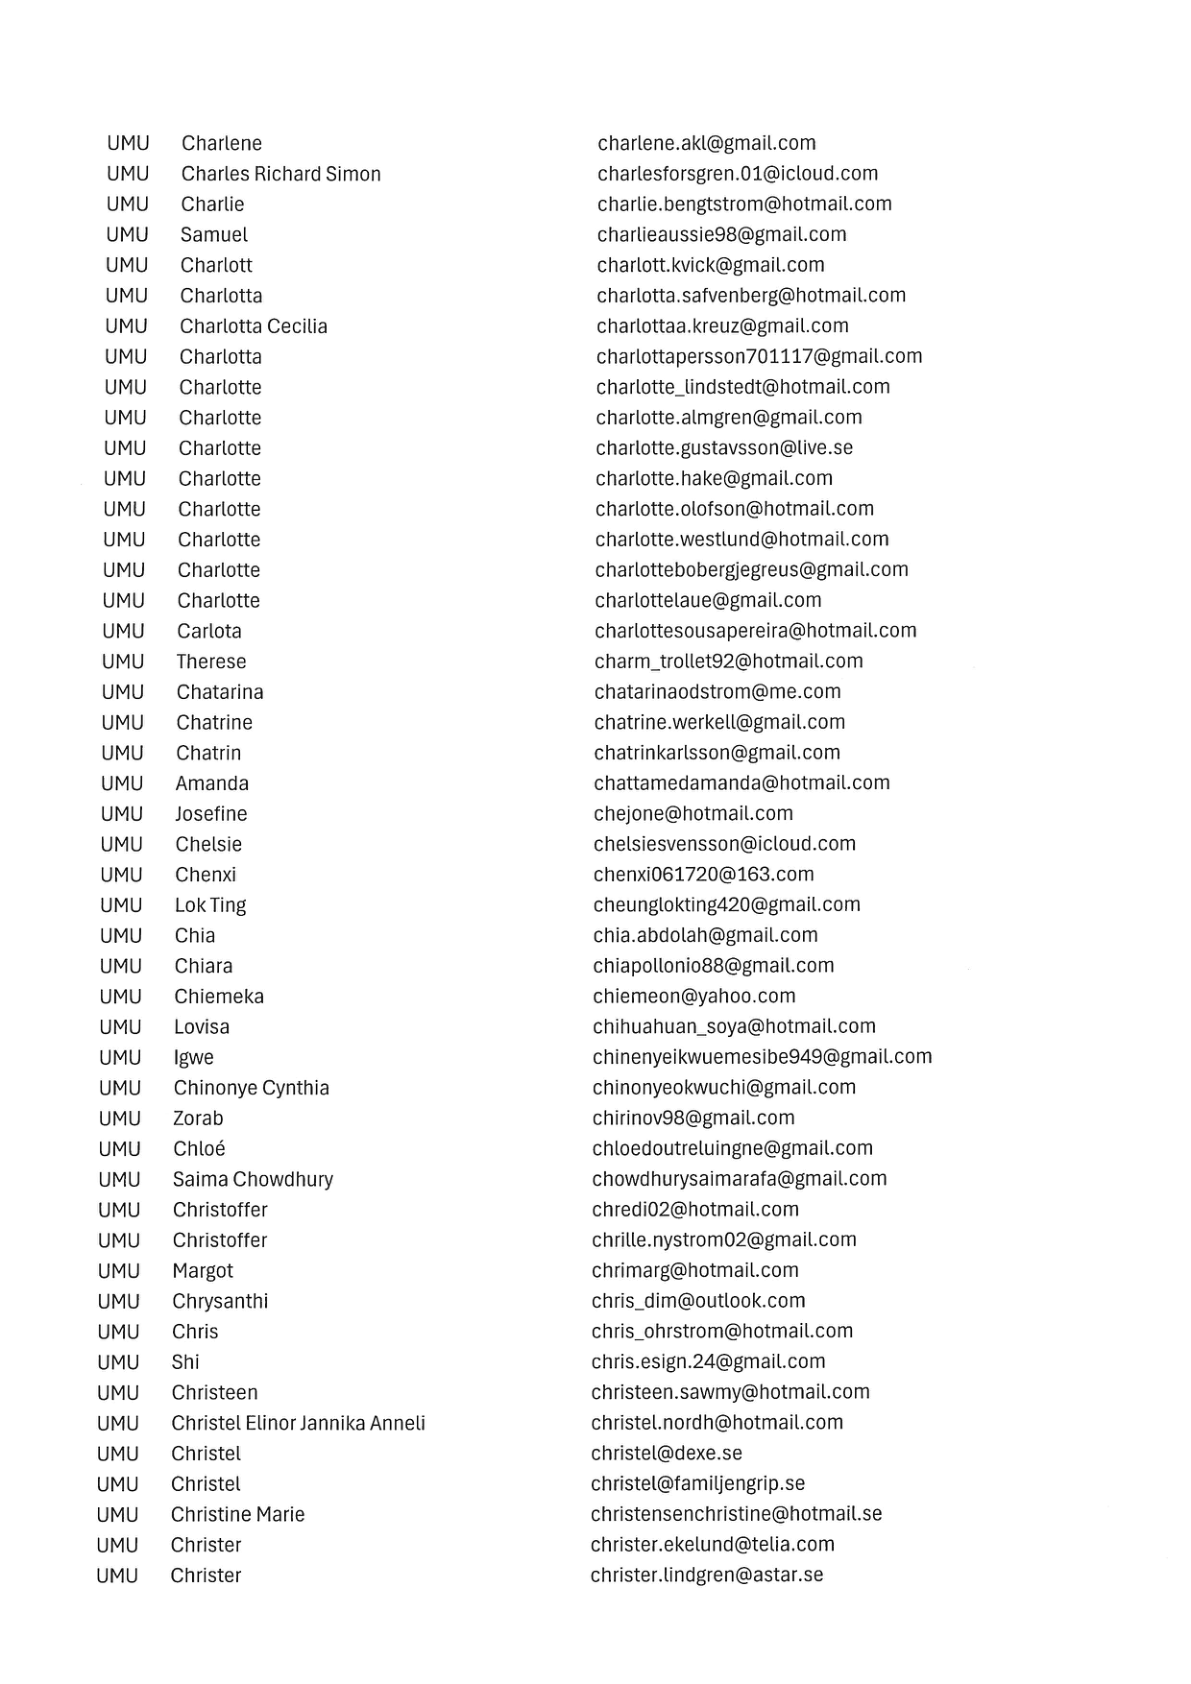 UMU Charlene charlene.akl@gmail.com
UMU Charles Richard Simon charlesforsgren.01@icloud.com
UMU Charlie charlie.bengtstrom@hotmail.com
UMU Samuel charlieaussie98@gmail.com
UMU Charlott charlott.kvick@gmail.com
UMU Charlotta charlotta.safvenberg@hotmail.com
UMU Charlotta Cecilia charlottaa.kreuz@gmail.com
UMU Charlotta charlottapersson701117@gmail.com
UMU Charlotte charlotte_lindstedt@hotmail.com
UMU Charlotte charlotte.almgren@gmail.com
UMU Charlotte charlotte.gustavsson@live.se
UMU Charlotte charlotte.hake@gmail.com
UMU Charlotte charlotte.olofson@hotmail.com
UMU Charlotte charlotte.westlund@hotmail.com
UMU Charlotte charlottebobergjegreus@gmail.com
UMU Charlotte charlottelaue@gmail.com
UMU Carlota charlottesousapereira@hotmail.com
UMU Therese charm_trollet92@hotmail.com
UMU Chatarina chatarinaodstrom@me.com
UMU Chatrine chatrine.werkell@gmail.com
UMU Chatrin chatrinkarlsson@gmail.com
UMU Amanda chattamedamanda@hotmail.com
UMU Josefine chejone@hotmail.com
UMU Chelsie chelsiesvensson@icloud.com
UMU Chenxi chenxi061720@163.com
UMU Lok Ting cheunglokting420@gmail.com
UMU Chia chia.abdolah@gmail.com
UMU Chiara chiapollonio88@gmail.com
UMU Chiemeka chiemeon@yahoo.com
UMU Lovisa chihuahuan_soya@hotmail.com
UMU Igwe chinenyeikwuemesibe949@gmail.com
UMU Chinonye Cynthia chinonyeokwuchi@gmail.com
UMU Zorab chirinov98@gmail.com
UMU Chloé chloedoutreluingne@gmail.com
UMU Saima Chowdhury chowdhurysaimarafa@gmail.com
UMU Christoffer chredi02@hotmail.com
UMU Christoffer chrille.nystrom02@gmail.com
UMU Margot chrimarg@hotmail.com
UMU Chrysanthi chris_dim@outlook.com
UMU Chris chris_ohrstrom@hotmail.com
UMU Shi chris.esign.24@gmail.com
UMU Christeen christeen.sawmy@hotmail.com
UMU Christel Elinor Jannika Anneli christel.nordh@hotmail.com
UMU Christel christel@dexe.se
UMU Christel christel@familjengrip.se
UMU Christine Marie christensenchristine@hotmail.se
UMU Christer christer.ekelund@telia.com
UMU Christer christer.lindgren@astar.se